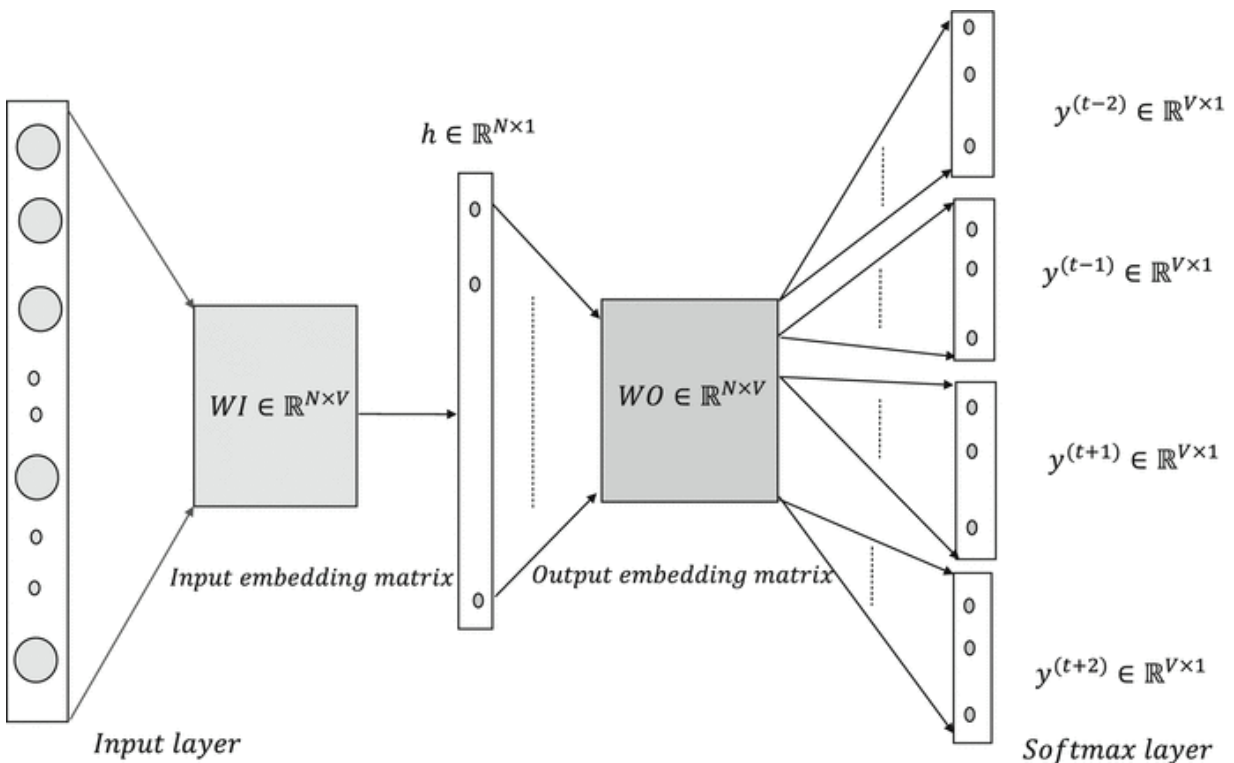 h ∈ ℝ^{N×1}
y^{(t−2)} ∈ ℝ^{V×1}
y^{(t−1)} ∈ ℝ^{V×1}
WI ∈ ℝ^{N×V}
WO ∈ ℝ^{N×V}
y^{(t+1)} ∈ ℝ^{V×1}
Input embedding matrix
Output embedding matrix
y^{(t+2)} ∈ ℝ^{V×1}
Input layer
Softmax layer